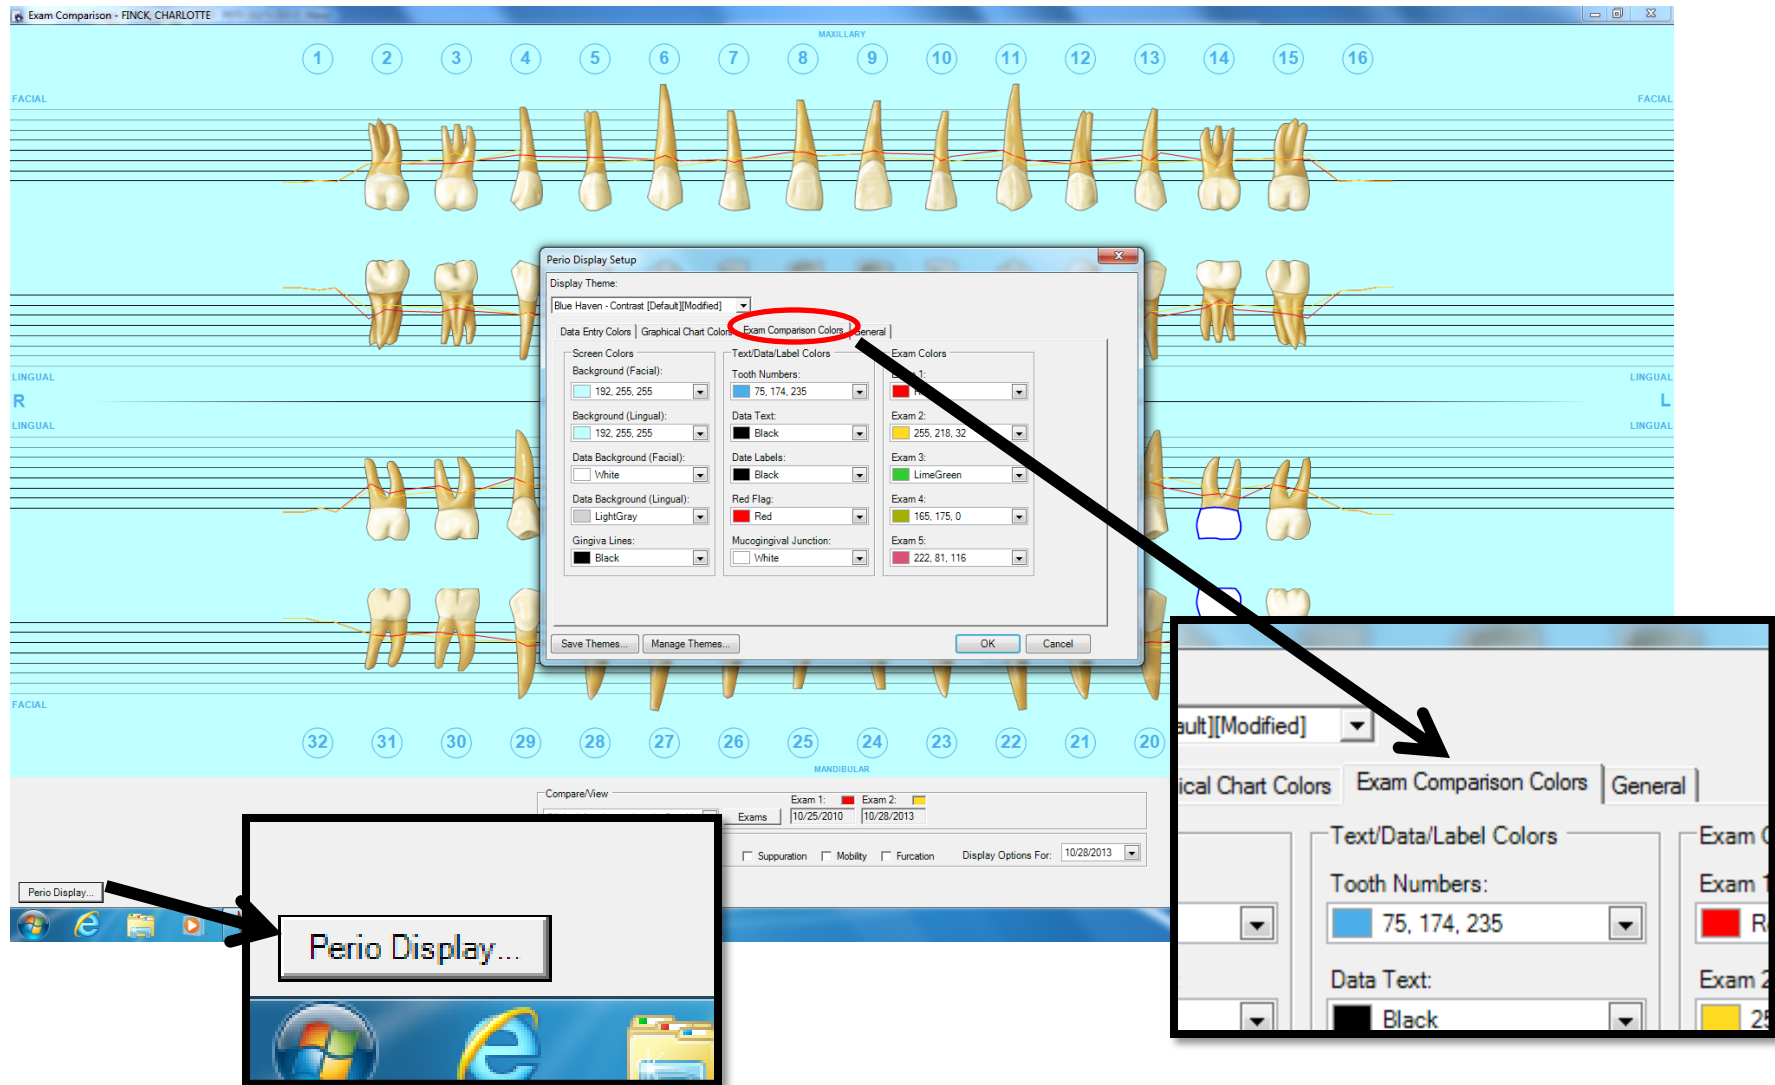 Exam Comparison - FINCK, CHARLOTTE
MAXILLARY
1 2 3 4 5 6 7 8 9 10 11 12 13 14 15 16
FACIAL FACIAL
Perio Display Setup
Display Theme:
Blue Haven - Contrast [Default][Modified]
Data Entry Colors Graphical Chart Colors Exam Comparison Colors General
Screen Colors Text/Data/Label Colors Exam Colors
Background (Facial): Tooth Numbers:
192, 255, 255 75, 174, 235
Background (Lingual): Data Text: Exam 2:
192, 255, 255 Black 255, 218, 32
Data Background (Facial): Date Labels: Exam 3:
White Black LimeGreen
Data Background (Lingual): Red Flag: Exam 4:
LightGray Red 165, 175, 0
Gingiva Lines: Mucogingival Junction: Exam 5:
Black White 222, 81, 116
Save Themes... Manage Themes... OK Cancel
LINGUAL LINGUAL
R L
LINGUAL LINGUAL
FACIAL
32 31 30 29 28 27 26 25 24 23 22 21 20
MANDIBULAR
Compare/View
Exam 1: Exam 2:
Exams 10/25/2010 10/28/2013
Suppuration Mobility Furcation Display Options For: 10/28/2013
Perio Display...
Perio Display...
ault][Modified]
ical Chart Colors Exam Comparison Colors General
Text/Data/Label Colors Exam
Tooth Numbers: Exam 1
75, 174, 235 R
Data Text: Exam 2
Black 25